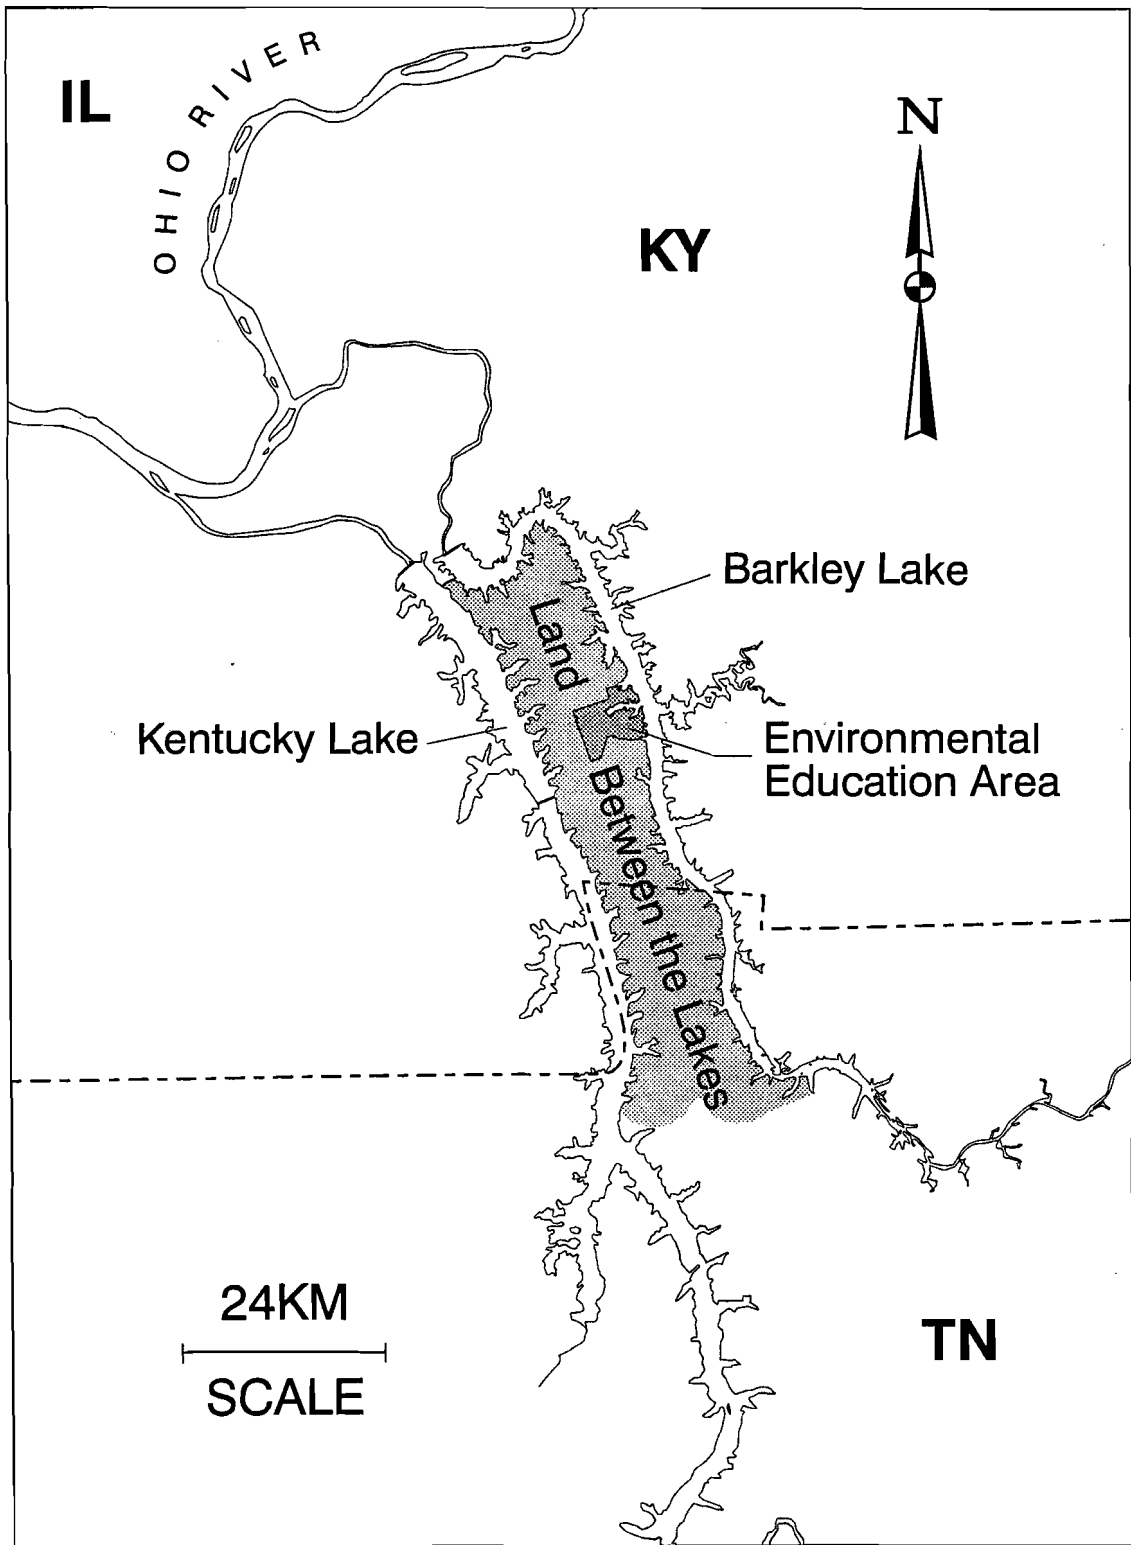 IL
OHIO RIVER
N
KY
Barkley Lake
Land
Between the Lakes
Kentucky Lake
Environmental
Education Area
24KM
SCALE
TN